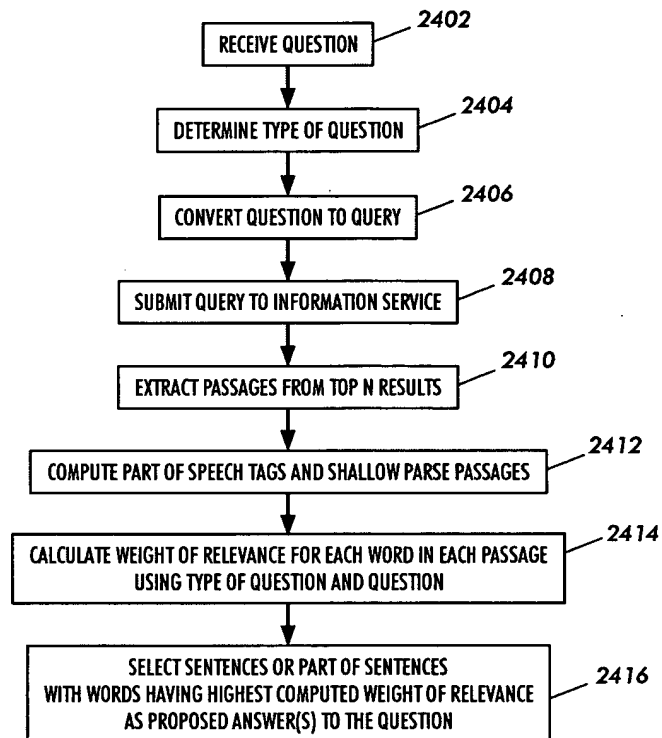 2402
RECEIVE QUESTION
2404
DETERMINE TYPE OF QUESTION
2406
CONVERT QUESTION TO QUERY
2408
SUBMIT QUERY TO INFORMATION SERVICE
2410
EXTRACT PASSAGES FROM TOP N RESULTS
2412
COMPUTE PART OF SPEECH TAGS AND SHALLOW PARSE PASSAGES
2414
CALCULATE WEIGHT OF RELEVANCE FOR EACH WORD IN EACH PASSAGE
USING TYPE OF QUESTION AND QUESTION
SELECT SENTENCES OR PART OF SENTENCES
WITH WORDS HAVING HIGHEST COMPUTED WEIGHT OF RELEVANCE
2416
AS PROPOSED ANSWER(S) TO THE QUESTION